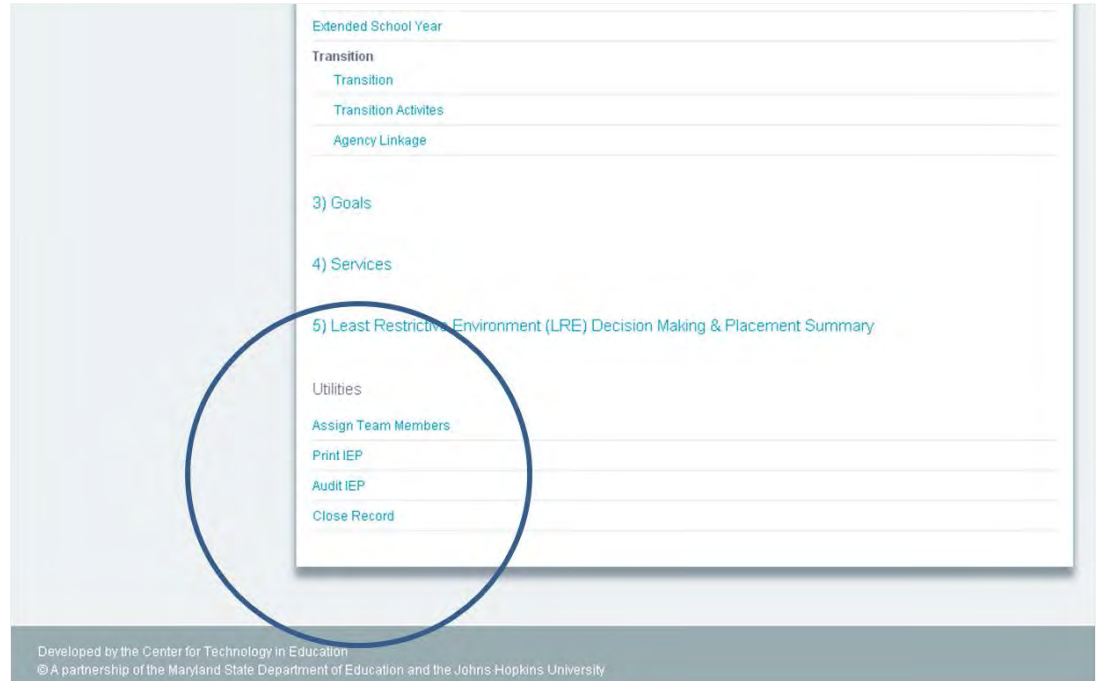 Extended School Year
Transition
Transition
Transition Activites
Agency Linkage
3) Goals
4) Services
5) Least Restrictive Environment (LRE) Decision Making & Placement Summary
Utilities
Assign Team Members
Print IEP
Audit IEP
Close Record
Developed by the Center for Technology in Education
© A partnership of the Maryland State Department of Education and the Johns Hopkins University